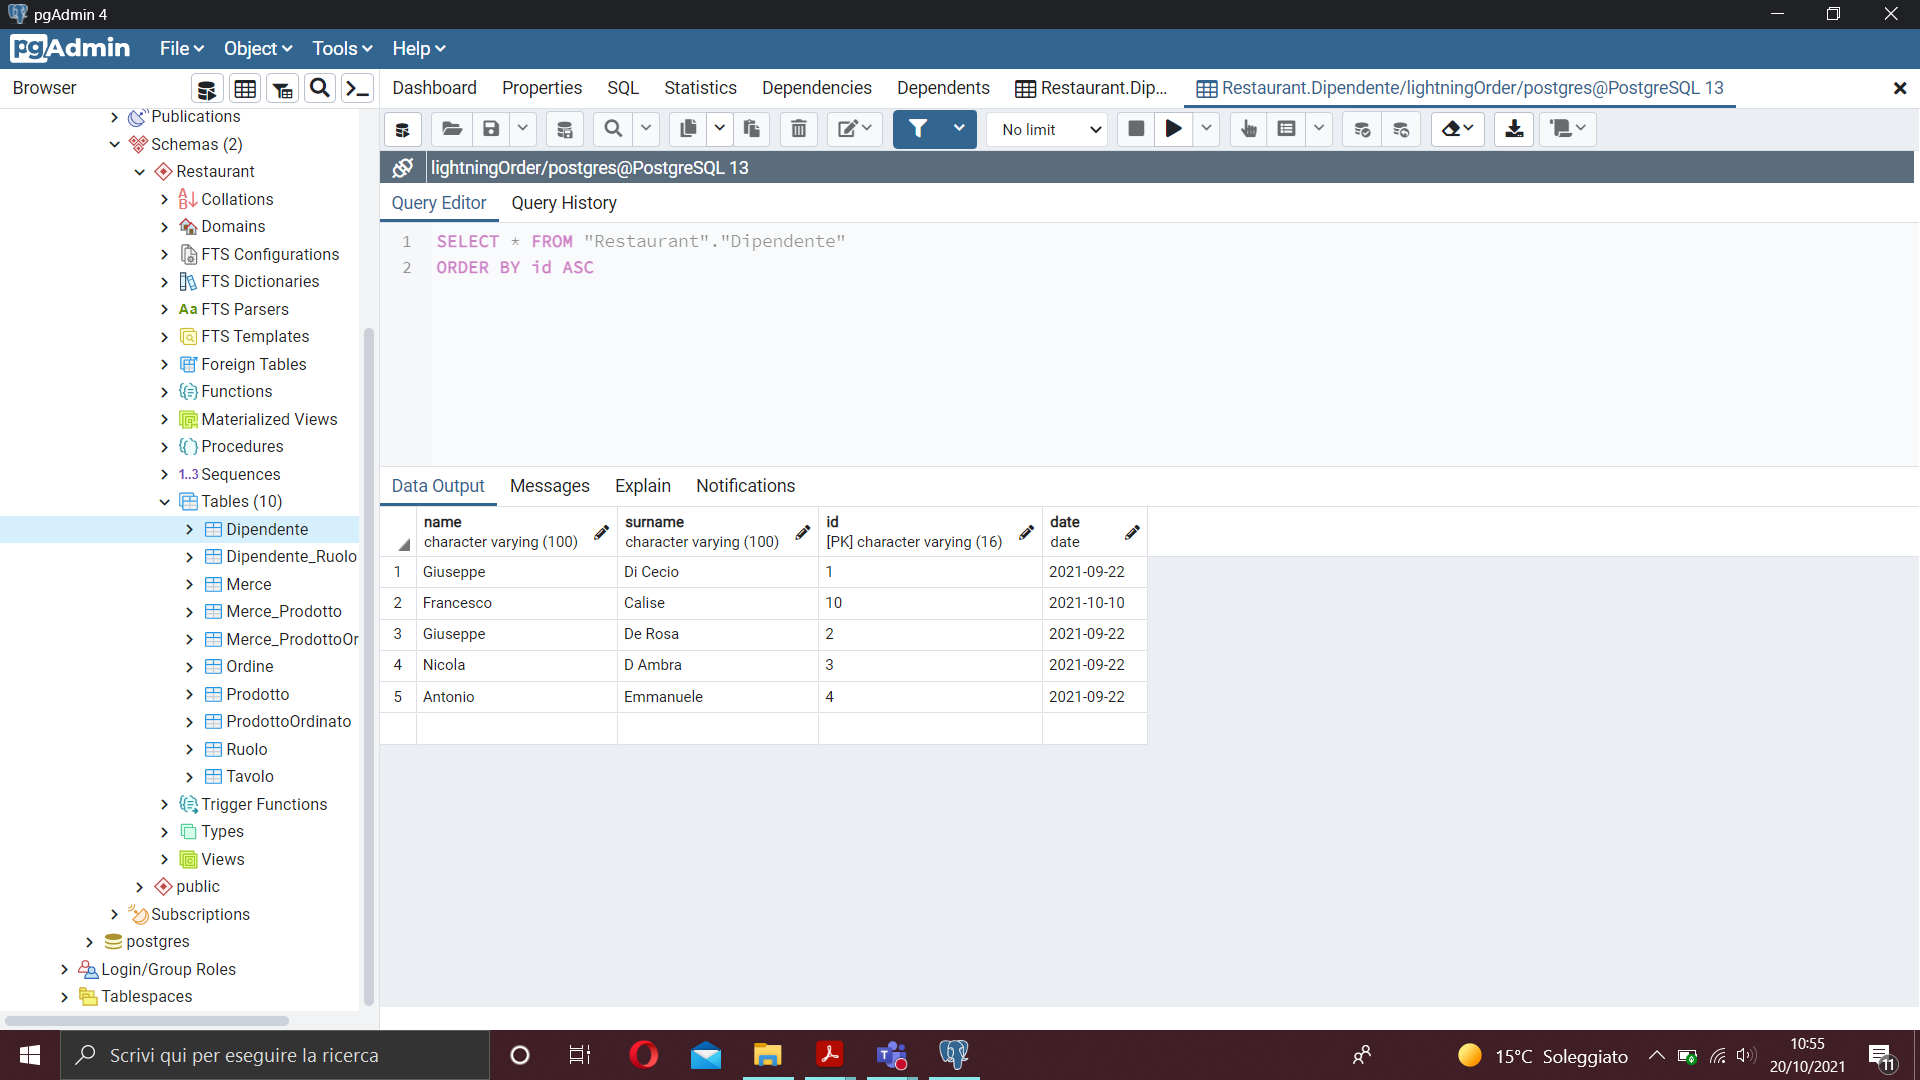 pgAdmin 4
pgAdmin File Object Tools Help
Browser
Dashboard Properties SQL Statistics Dependencies Dependents Restaurant.Dip... Restaurant.Dipendente/lightningOrder/postgres@PostgreSQL 13
Publications
Schemas (2)
Restaurant
Collations
Domains
FTS Configurations
FTS Dictionaries
Aa FTS Parsers
FTS Templates
Foreign Tables
Functions
Materialized Views
Procedures
1..3 Sequences
Tables (10)
Dipendente
Dipendente_Ruolo
Merce
Merce_Prodotto
Merce_ProdottoOr
Ordine
Prodotto
ProdottoOrdinato
Ruolo
Tavolo
Trigger Functions
Types
Views
public
Subscriptions
postgres
Login/Group Roles
Tablespaces
No limit
lightningOrder/postgres@PostgreSQL 13
Query Editor Query History
1 SELECT * FROM "Restaurant"."Dipendente"
2 ORDER BY id ASC
Data Output Messages Explain Notifications
name surname id date
character varying (100) character varying (100) [PK] character varying (16) date
1 Giuseppe Di Cecio 1 2021-09-22
2 Francesco Calise 10 2021-10-10
3 Giuseppe De Rosa 2 2021-09-22
4 Nicola D Ambra 3 2021-09-22
5 Antonio Emmanuele 4 2021-09-22
Scrivi qui per eseguire la ricerca
15°C Soleggiato
10:55
20/10/2021
11